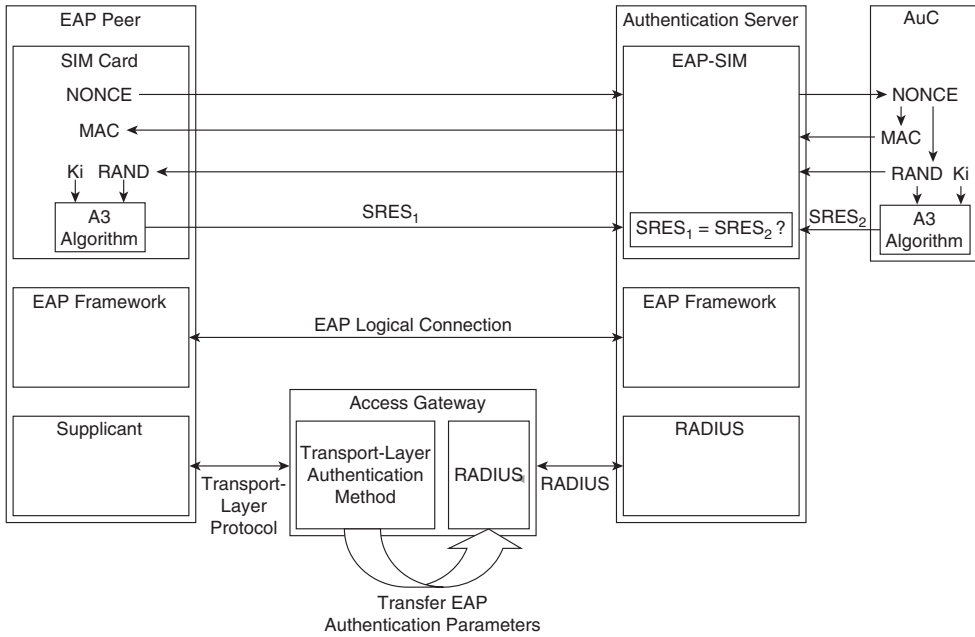 EAP Peer
Authentication Server
AuC
SIM Card
EAP-SIM
NONCE
NONCE
MAC
MAC
Ki RAND
RAND Ki
A3
Algorithm
SRES₁
SRES₁ = SRES₂ ?
SRES₂
A3
Algorithm
EAP Framework
EAP Logical Connection
EAP Framework
Access Gateway
Supplicant
RADIUS
Transport-Layer
Authentication
Method
RADIUS
Transport-
Layer
Protocol
RADIUS
Transfer EAP
Authentication Parameters